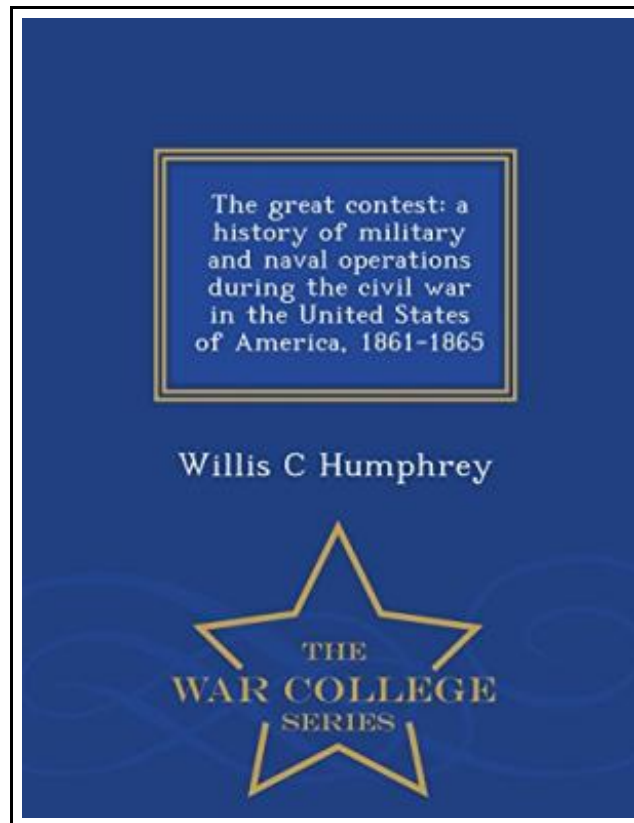 The great contest: a
history of military
and naval operations
during the civil war
in the United States
of America, 1861-1865
Willis C Humphrey
THE
WAR COLLEGE
SERIES